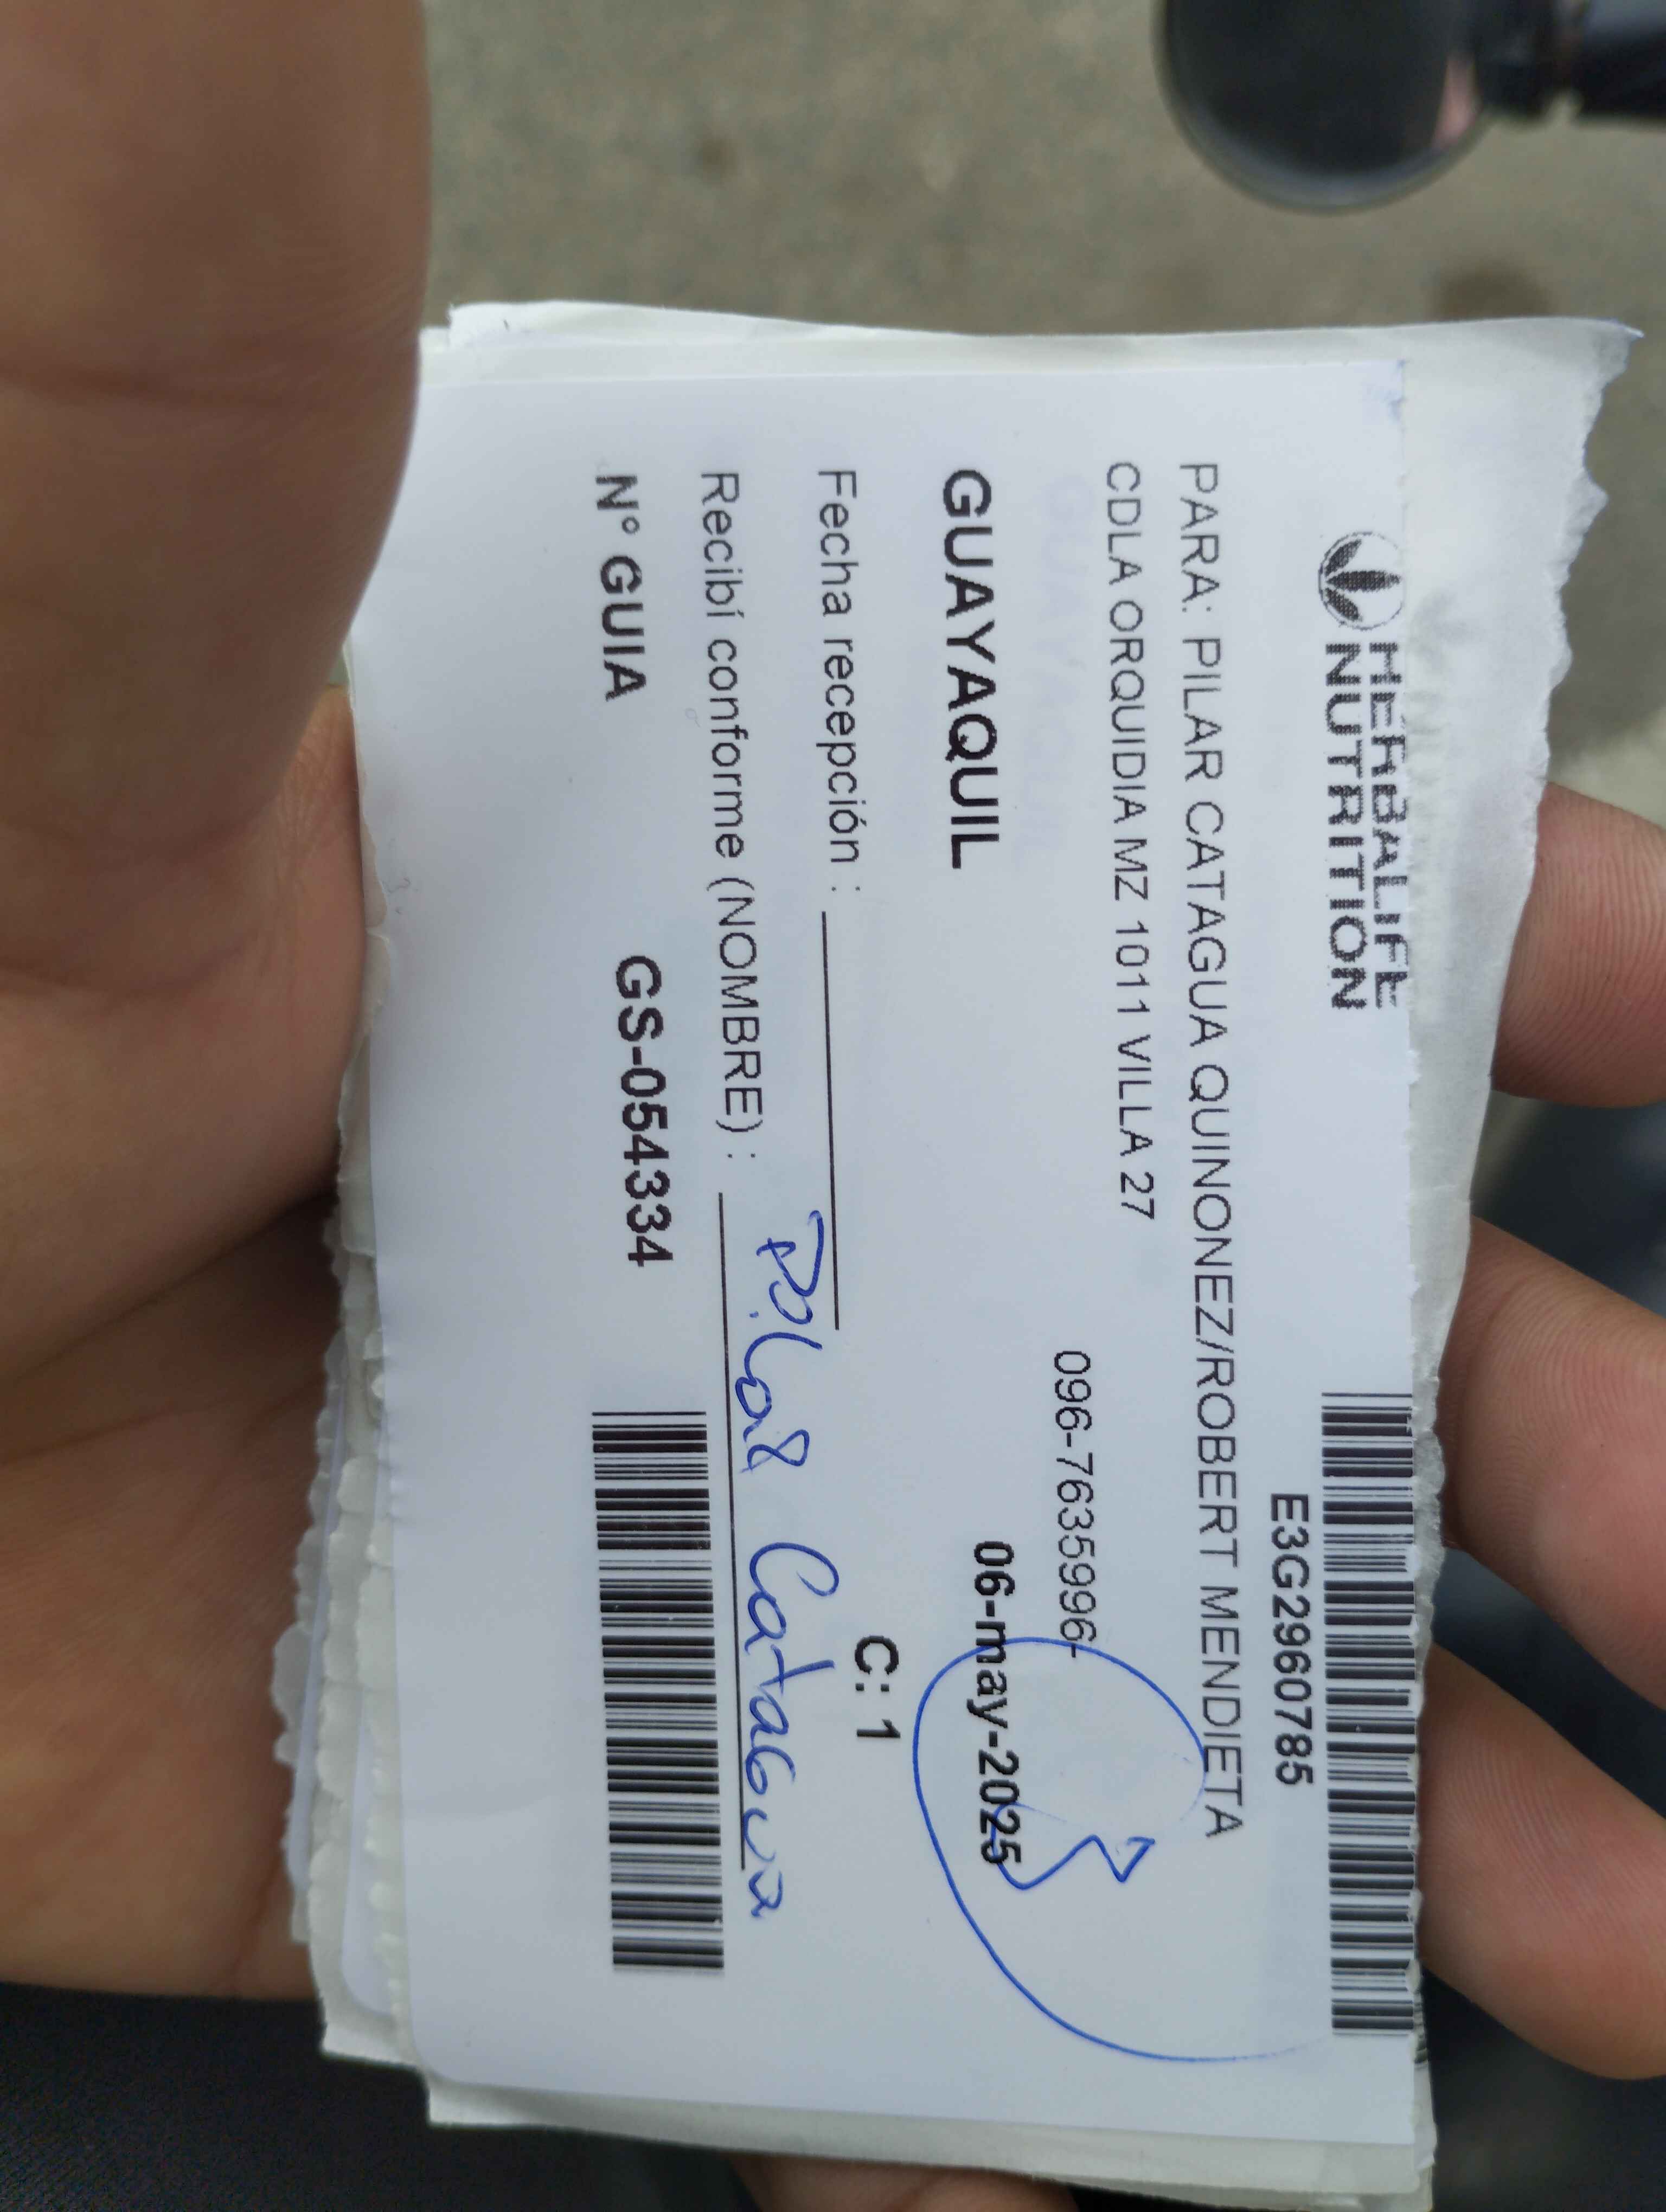 HERBALIFE
NUTRITION
E3G2960785
PARA: PILAR CATAGUA QUINONEZ/ROBERT MENDIETA
CDLA ORQUIDIA MZ 1011 VILLA 27
096-7635996-
GUAYAQUIL 06-may-2025
Fecha recepción : C: 1
Recibí conforme (NOMBRE) : Pilar Catagua
N° GUIA GS-054334